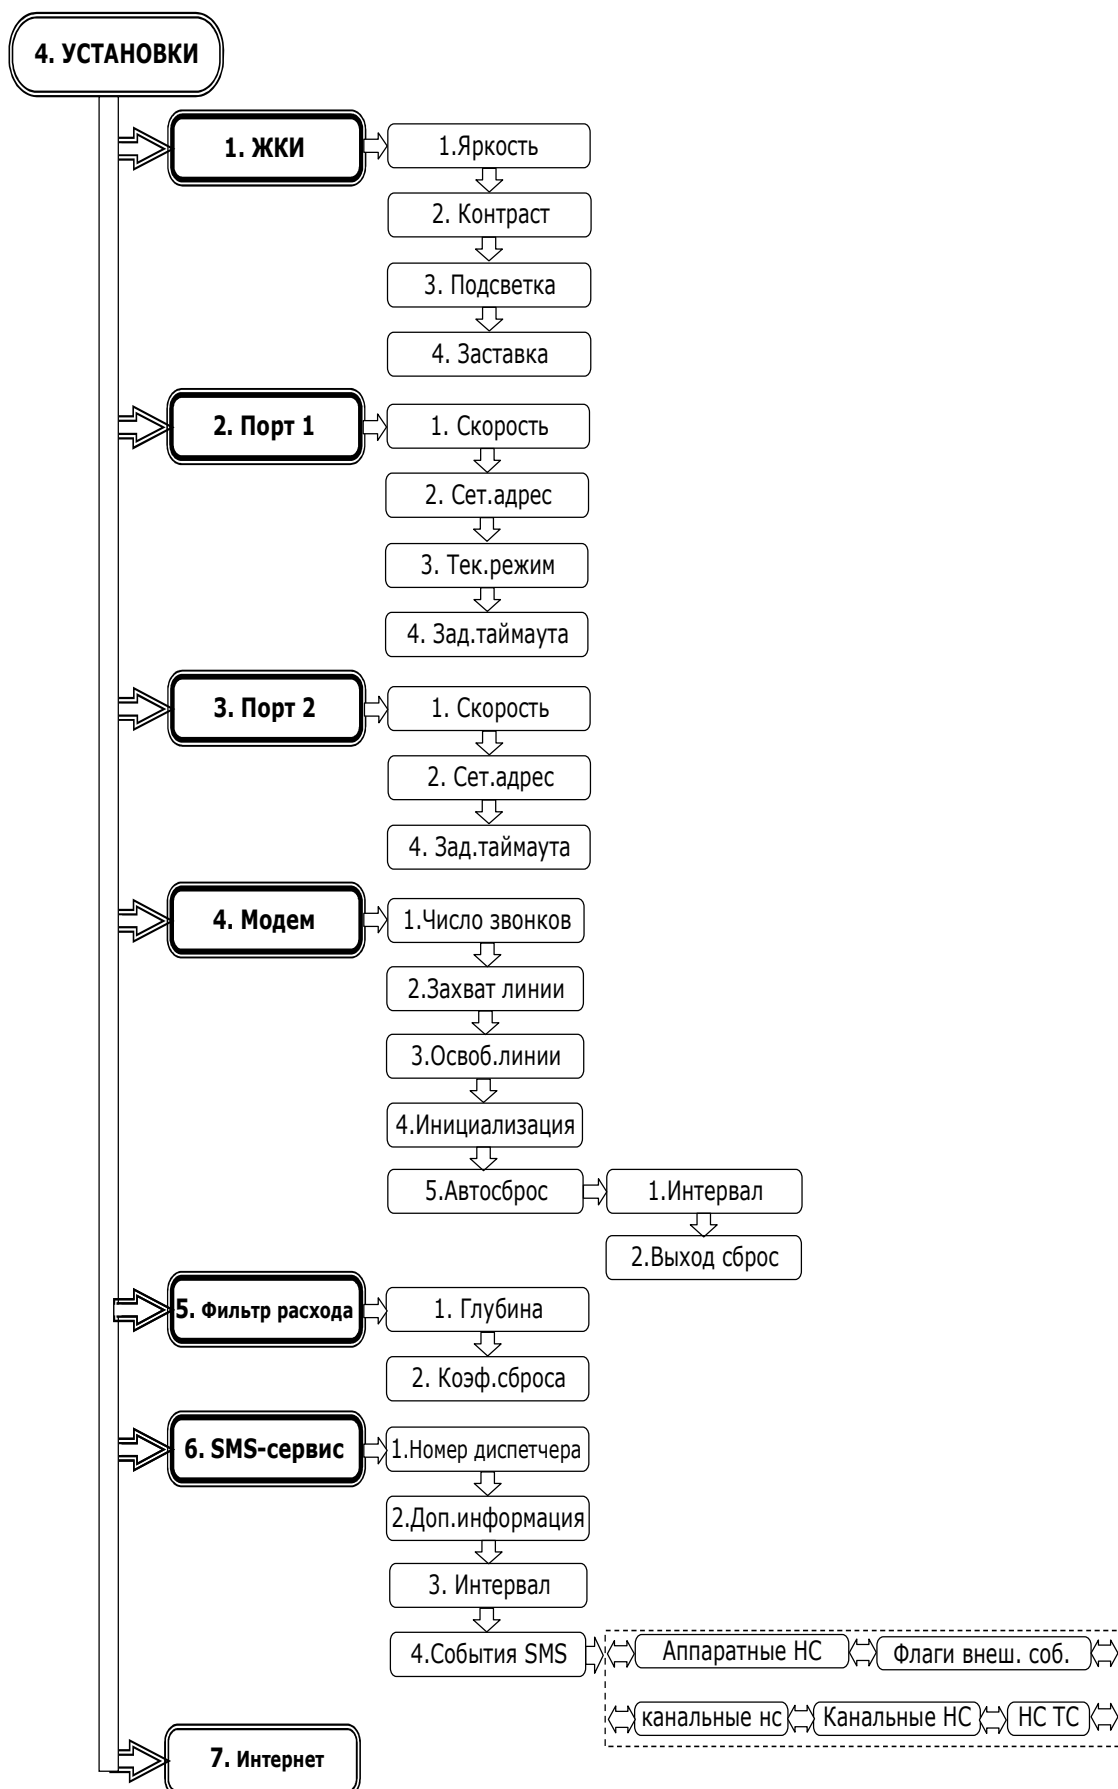 4. УСТАНОВКИ
1. ЖКИ
1.Яркость
2. Контраст
3. Подсветка
4. Заставка
2. Порт 1
1. Скорость
2. Сет.адрес
3. Тек.режим
4. Зад.таймаута
3. Порт 2
1. Скорость
2. Сет.адрес
4. Зад.таймаута
4. Модем
1.Число звонков
2.Захват линии
3.Освоб.линии
4.Инициализация
5.Автосброс
1.Интервал
2.Выход сброс
5. Фильтр расхода
1. Глубина
2. Коэф.сброса
6. SMS-сервис
1.Номер диспетчера
2.Доп.информация
3. Интервал
4.События SMS
Аппаратные НС
Флаги внеш. соб.
канальные нс
Канальные НС
НС ТС
7. Интернет